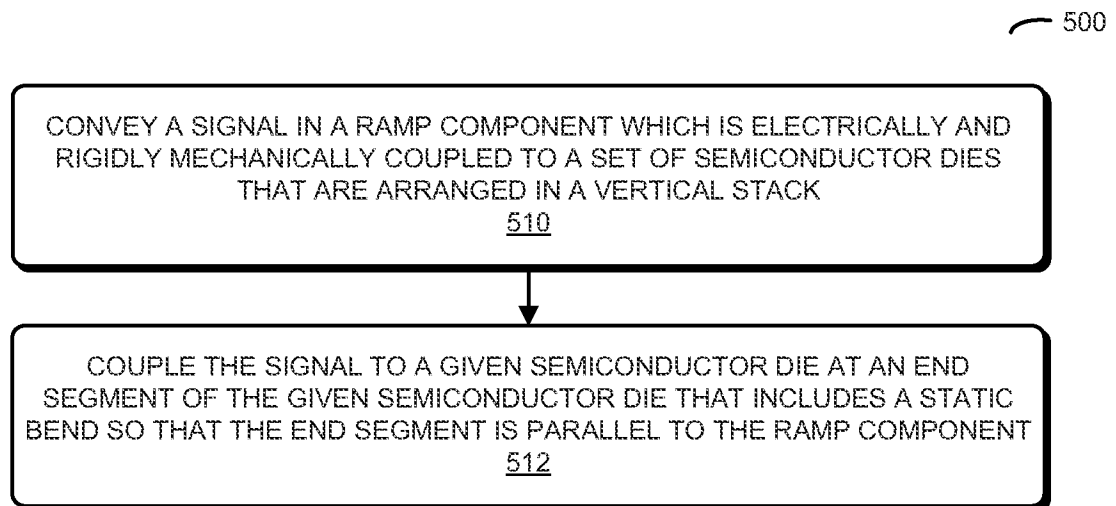 500
CONVEY A SIGNAL IN A RAMP COMPONENT WHICH IS ELECTRICALLY AND
RIGIDLY MECHANICALLY COUPLED TO A SET OF SEMICONDUCTOR DIES
THAT ARE ARRANGED IN A VERTICAL STACK
510
COUPLE THE SIGNAL TO A GIVEN SEMICONDUCTOR DIE AT AN END
SEGMENT OF THE GIVEN SEMICONDUCTOR DIE THAT INCLUDES A STATIC
BEND SO THAT THE END SEGMENT IS PARALLEL TO THE RAMP COMPONENT
512